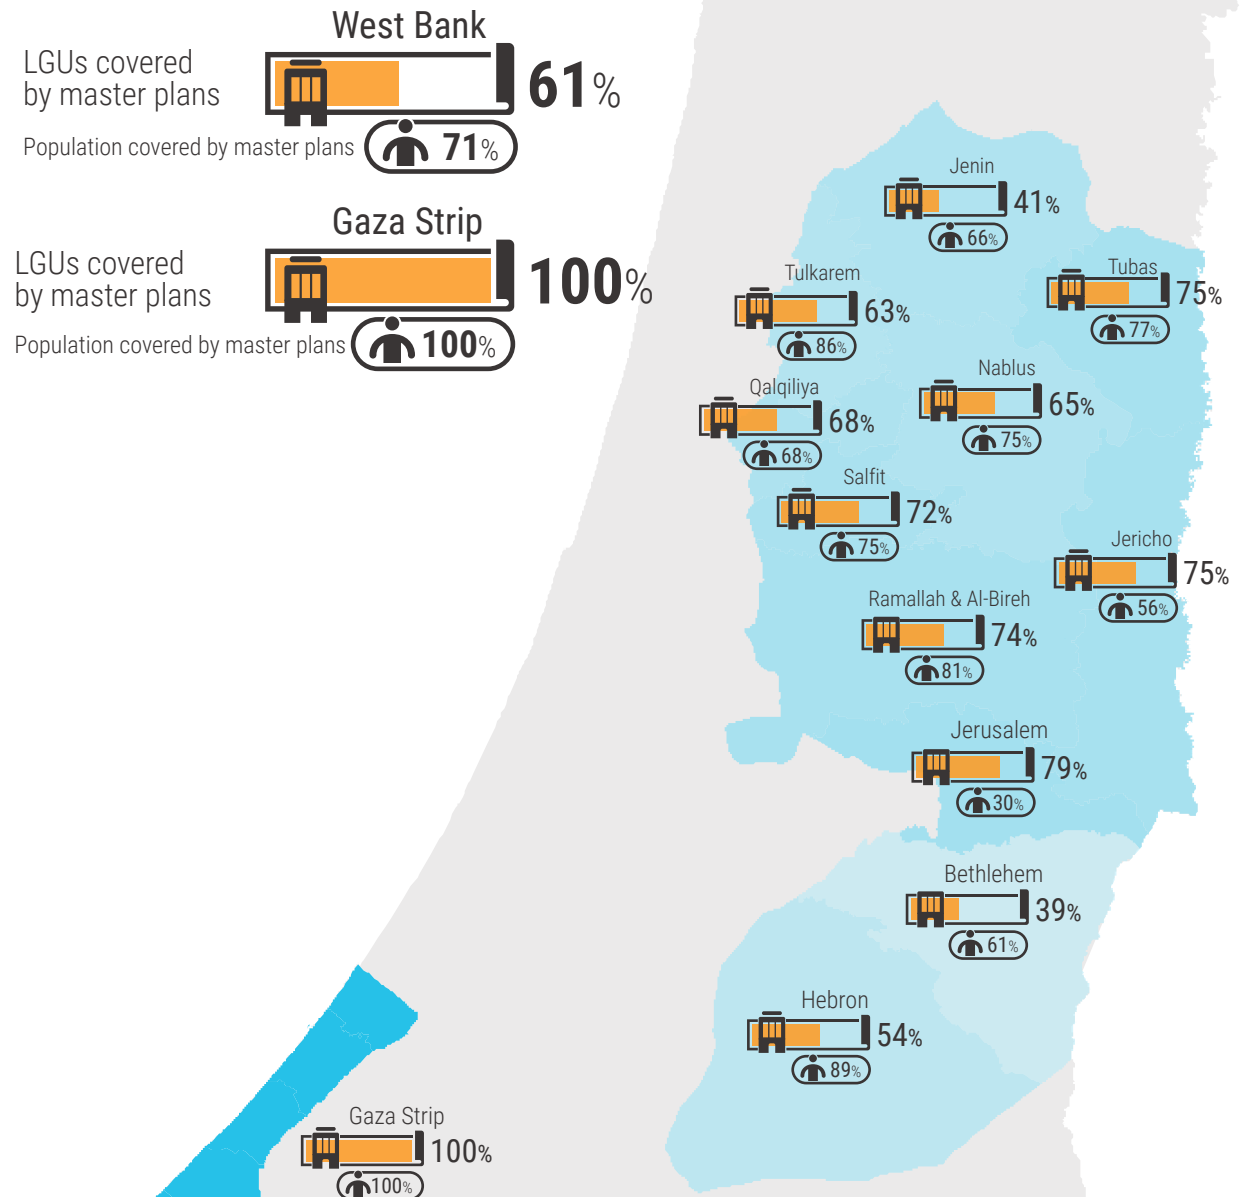 West Bank
LGUs covered
by master plans
61%
Population covered by master plans
71%
Gaza Strip
LGUs covered
by master plans
100%
Population covered by master plans
100%
Jenin
41%
66%
Tulkarem
63%
86%
Tubas
75%
77%
Qalqiliya
68%
68%
Nablus
65%
75%
Salfit
72%
75%
Jericho
75%
56%
Ramallah & Al-Bireh
74%
81%
Jerusalem
79%
30%
Bethlehem
39%
61%
Hebron
54%
89%
Gaza Strip
100%
100%